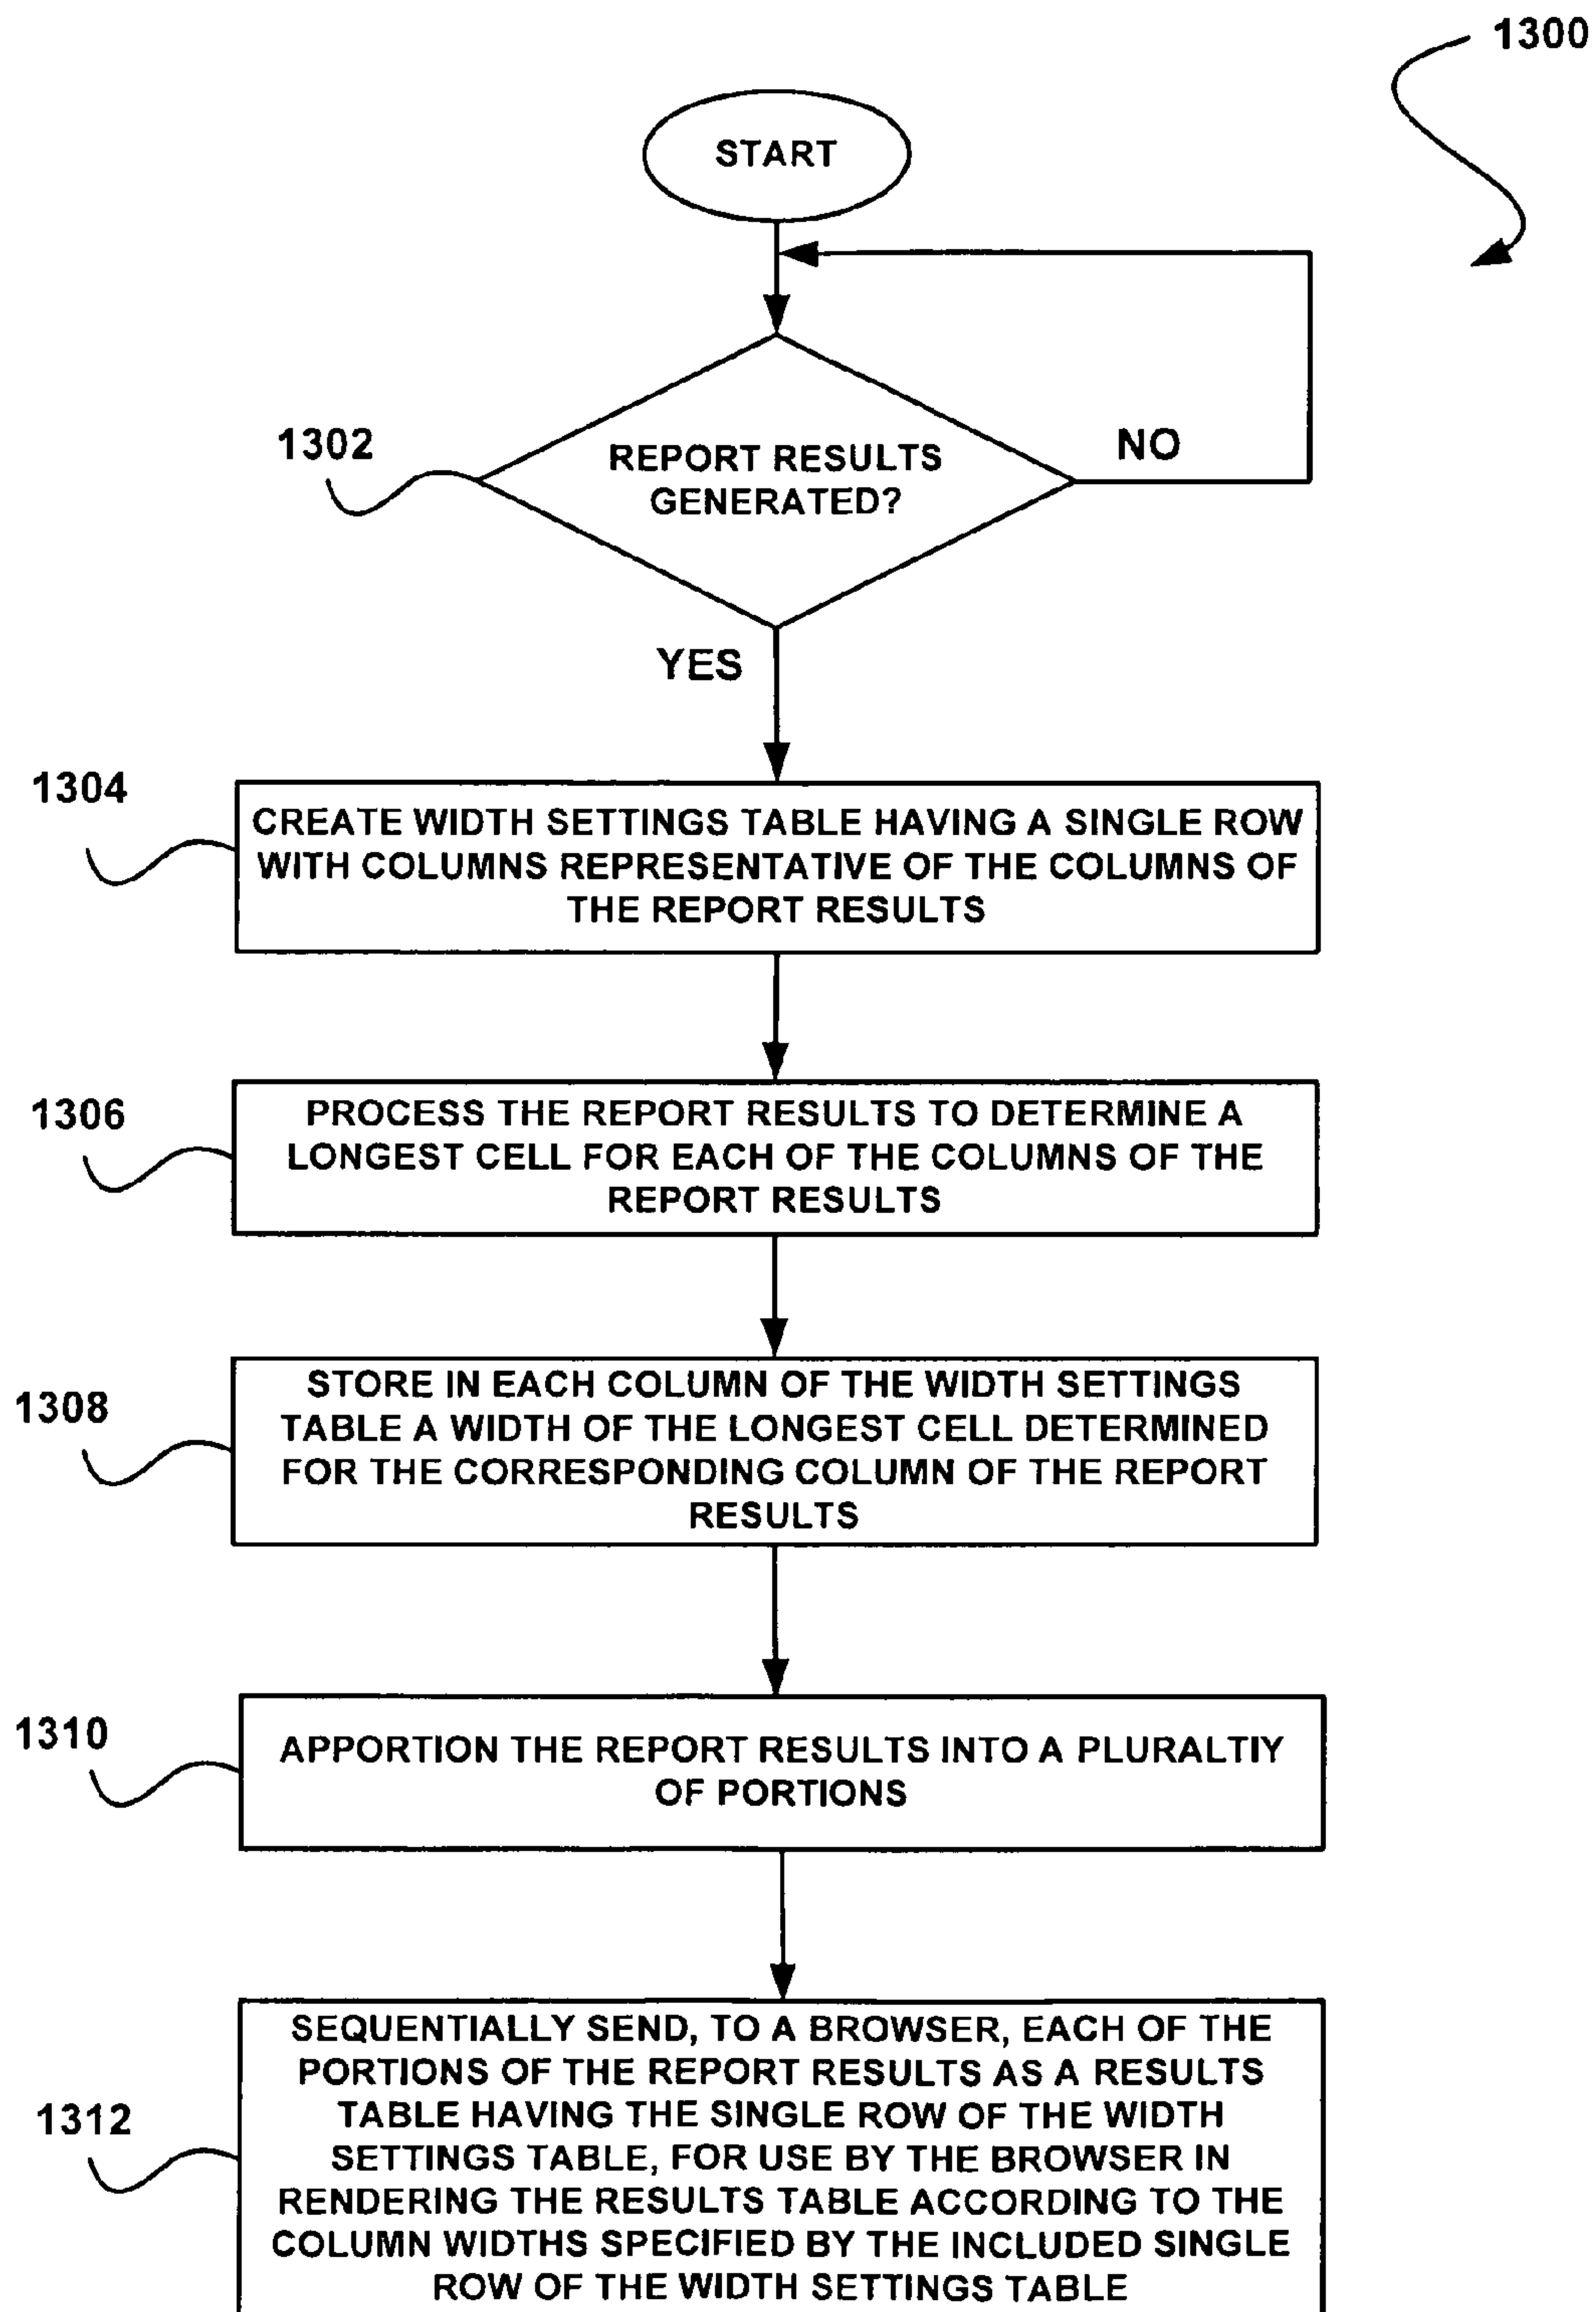 1300
START
1302
REPORT RESULTS
GENERATED?
NO
YES
1304
CREATE WIDTH SETTINGS TABLE HAVING A SINGLE ROW
WITH COLUMNS REPRESENTATIVE OF THE COLUMNS OF
THE REPORT RESULTS
1306
PROCESS THE REPORT RESULTS TO DETERMINE A
LONGEST CELL FOR EACH OF THE COLUMNS OF THE
REPORT RESULTS
1308
STORE IN EACH COLUMN OF THE WIDTH SETTINGS
TABLE A WIDTH OF THE LONGEST CELL DETERMINED
FOR THE CORRESPONDING COLUMN OF THE REPORT
RESULTS
1310
APPORTION THE REPORT RESULTS INTO A PLURALTIY
OF PORTIONS
1312
SEQUENTIALLY SEND, TO A BROWSER, EACH OF THE
PORTIONS OF THE REPORT RESULTS AS A RESULTS
TABLE HAVING THE SINGLE ROW OF THE WIDTH
SETTINGS TABLE, FOR USE BY THE BROWSER IN
RENDERING THE RESULTS TABLE ACCORDING TO THE
COLUMN WIDTHS SPECIFIED BY THE INCLUDED SINGLE
ROW OF THE WIDTH SETTINGS TABLE